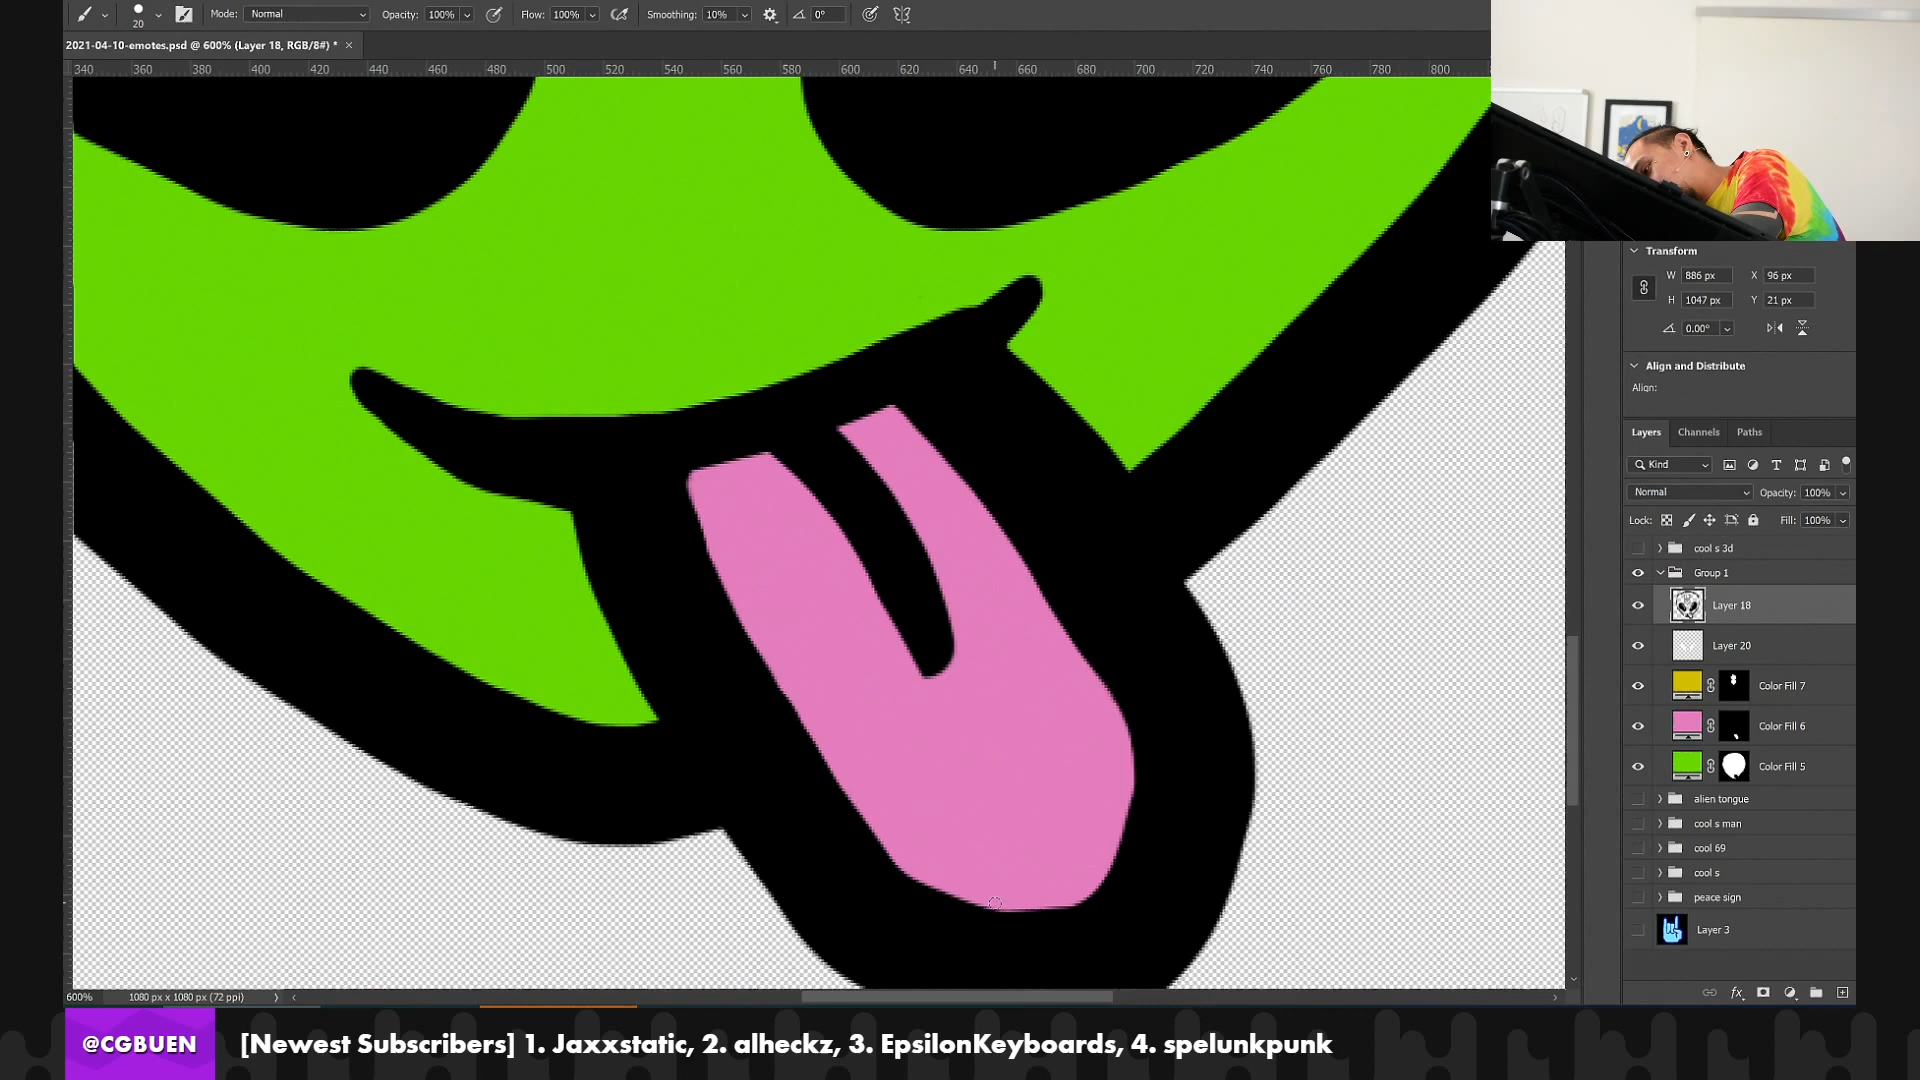 Mode: Normal Opacity: 100% Flow: 100% Smoothing: 10% 0°
20
2021-04-10-emotes.psd @ 600% (Layer 18, RGB/8#) * ×
340 360 380 400 420 440 460 480 500 520 540 560 580 600 620 640 660 680 700 720 740 760 780 800
Transform
W 886 px X 96 px
H 1047 px Y 21 px
0.00°
Align and Distribute
Align:
Layers Channels Paths
Kind
Normal Opacity: 100%
Lock: Fill: 100%
cool s 3d
Group 1
Layer 18
Layer 20
Color Fill 7
Color Fill 6
Color Fill 5
alien tongue
cool s man
cool 69
cool s
peace sign
Layer 3
fx
600% 1080 px x 1080 px (72 ppi)
@CGBUEN
[Newest Subscribers] 1. Jaxxstatic, 2. alheckz, 3. EpsilonKeyboards, 4. spelunkpunk